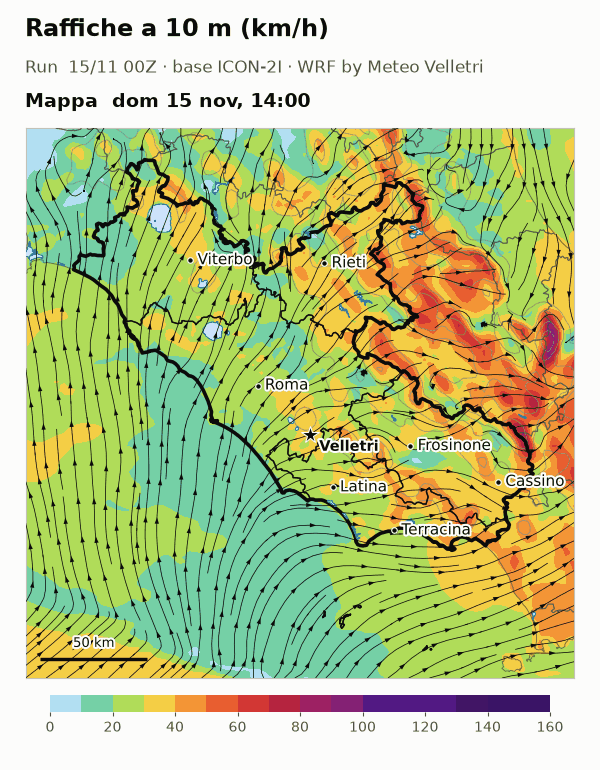 Raffiche a 10 m (km/h)
Run  15/11 00Z · base ICON-2I · WRF by Meteo Velletri
Mappa  dom 15 nov, 14:00
Viterbo
Rieti
Roma
Velletri
Frosinone
Cassino
Latina
Terracina
50 km
0 20 40 60 80 100 120 140 160